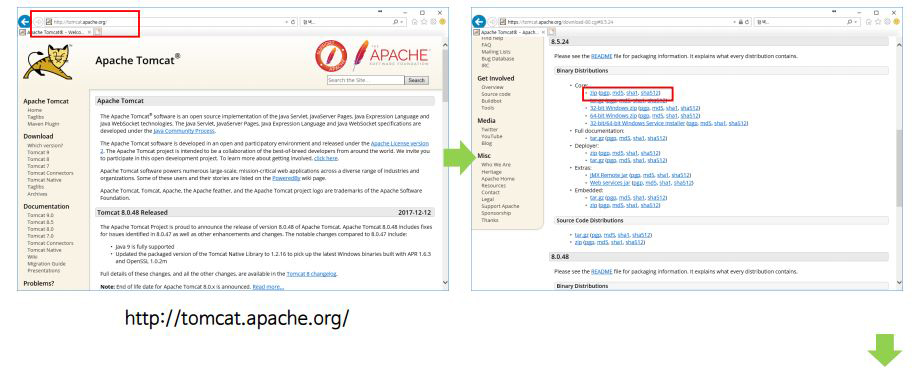 http://tomcat.apache.org/
Apache Tomcat® - Welco...
검색...
Apache Tomcat®
APACHE
SOFTWARE FOUNDATION
Search the Site...
Search
Apache Tomcat
Home
Taglibs
Maven Plugin
Download
Which version?
Tomcat 9
Tomcat 8
Tomcat 7
Tomcat Connectors
Tomcat Native
Taglibs
Archives
Documentation
Tomcat 9.0
Tomcat 8.5
Tomcat 8.0
Tomcat 7.0
Tomcat Connectors
Tomcat Native
Wiki
Migration Guide
Presentations
Problems?
Apache Tomcat
The Apache Tomcat® software is an open source implementation of the Java Servlet, JavaServer Pages, Java Expression Language and
Java WebSocket technologies. The Java Servlet, JavaServer Pages, Java Expression Language and Java WebSocket specifications are
developed under the Java Community Process.
The Apache Tomcat software is developed in an open and participatory environment and released under the Apache License version
2. The Apache Tomcat project is intended to be a collaboration of the best-of-breed developers from around the world. We invite you
to participate in this open development project. To learn more about getting involved, click here.
Apache Tomcat software powers numerous large-scale, mission-critical web applications across a diverse range of industries and
organizations. Some of these users and their stories are listed on the PoweredBy wiki page.
Apache Tomcat, Tomcat, Apache, the Apache feather, and the Apache Tomcat project logo are trademarks of the Apache Software
Foundation.
Tomcat 8.0.48 Released 2017-12-12
The Apache Tomcat Project is proud to announce the release of version 8.0.48 of Apache Tomcat. Apache Tomcat 8.0.48 includes fixes
for issues identified in 8.0.47 as well as other enhancements and changes. The notable changes compared to 8.0.47 include:
• Java 9 is fully supported
• Updated the packaged version of the Tomcat Native Library to 1.2.16 to pick up the latest Windows binaries built with APR 1.6.3
and OpenSSL 1.0.2m
Full details of these changes, and all the other changes, are available in the Tomcat 8 changelog.
Note: End of life date for Apache Tomcat 8.0.x is announced. Read more...
http://tomcat.apache.org/
https://tomcat.apache.org/download-80.cgi#8.5.24
검색...
Apache Tomcat® - Apach...
Find help
FAQ
Mailing Lists
Bug Database
IRC
Get Involved
Overview
Source code
Buildbot
Tools
Media
Twitter
YouTube
Blog
Misc
Who We Are
Heritage
Apache Home
Resources
Contact
Legal
Support Apache
Sponsorship
Thanks
8.5.24
Please see the README file for packaging information. It explains what every distribution contains.
Binary Distributions
• Core:
• zip (pgp, md5, sha1, sha512)
• tar.gz (pgp, md5, sha1, sha512)
• 32-bit Windows zip (pgp, md5, sha1, sha512)
• 64-bit Windows zip (pgp, md5, sha1, sha512)
• 32-bit/64-bit Windows Service Installer (pgp, md5, sha1, sha512)
• Full documentation:
• tar.gz (pgp, md5, sha1, sha512)
• Deployer:
• zip (pgp, md5, sha1, sha512)
• tar.gz (pgp, md5, sha1, sha512)
• Extras:
• JMX Remote jar (pgp, md5, sha1, sha512)
• Web services jar (pgp, md5, sha1, sha512)
• Embedded:
• tar.gz (pgp, md5, sha1, sha512)
• zip (pgp, md5, sha1, sha512)
Source Code Distributions
• tar.gz (pgp, md5, sha1, sha512)
• zip (pgp, md5, sha1, sha512)
8.0.48
Please see the README file for packaging information. It explains what every distribution contains.
Binary Distributions